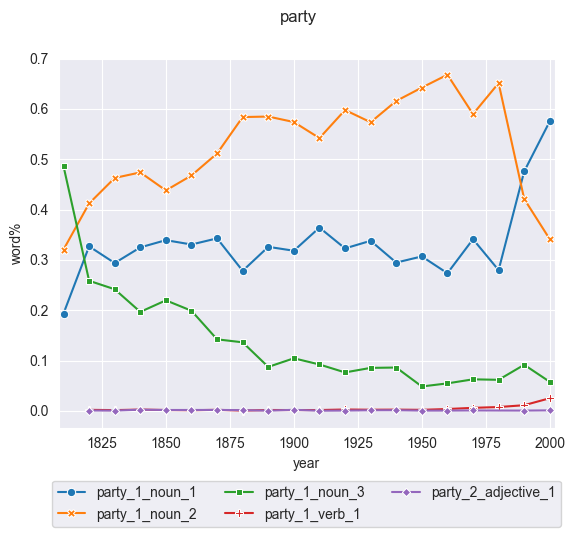 party
0.7
0.6
0.5
0.4
0.3
0.2
0.1
0.0
word%
1825 1850 1875 1900 1925 1950 1975 2000
year
party_1_noun_1 party_1_noun_3 party_2_adjective_1
party_1_noun_2 party_1_verb_1